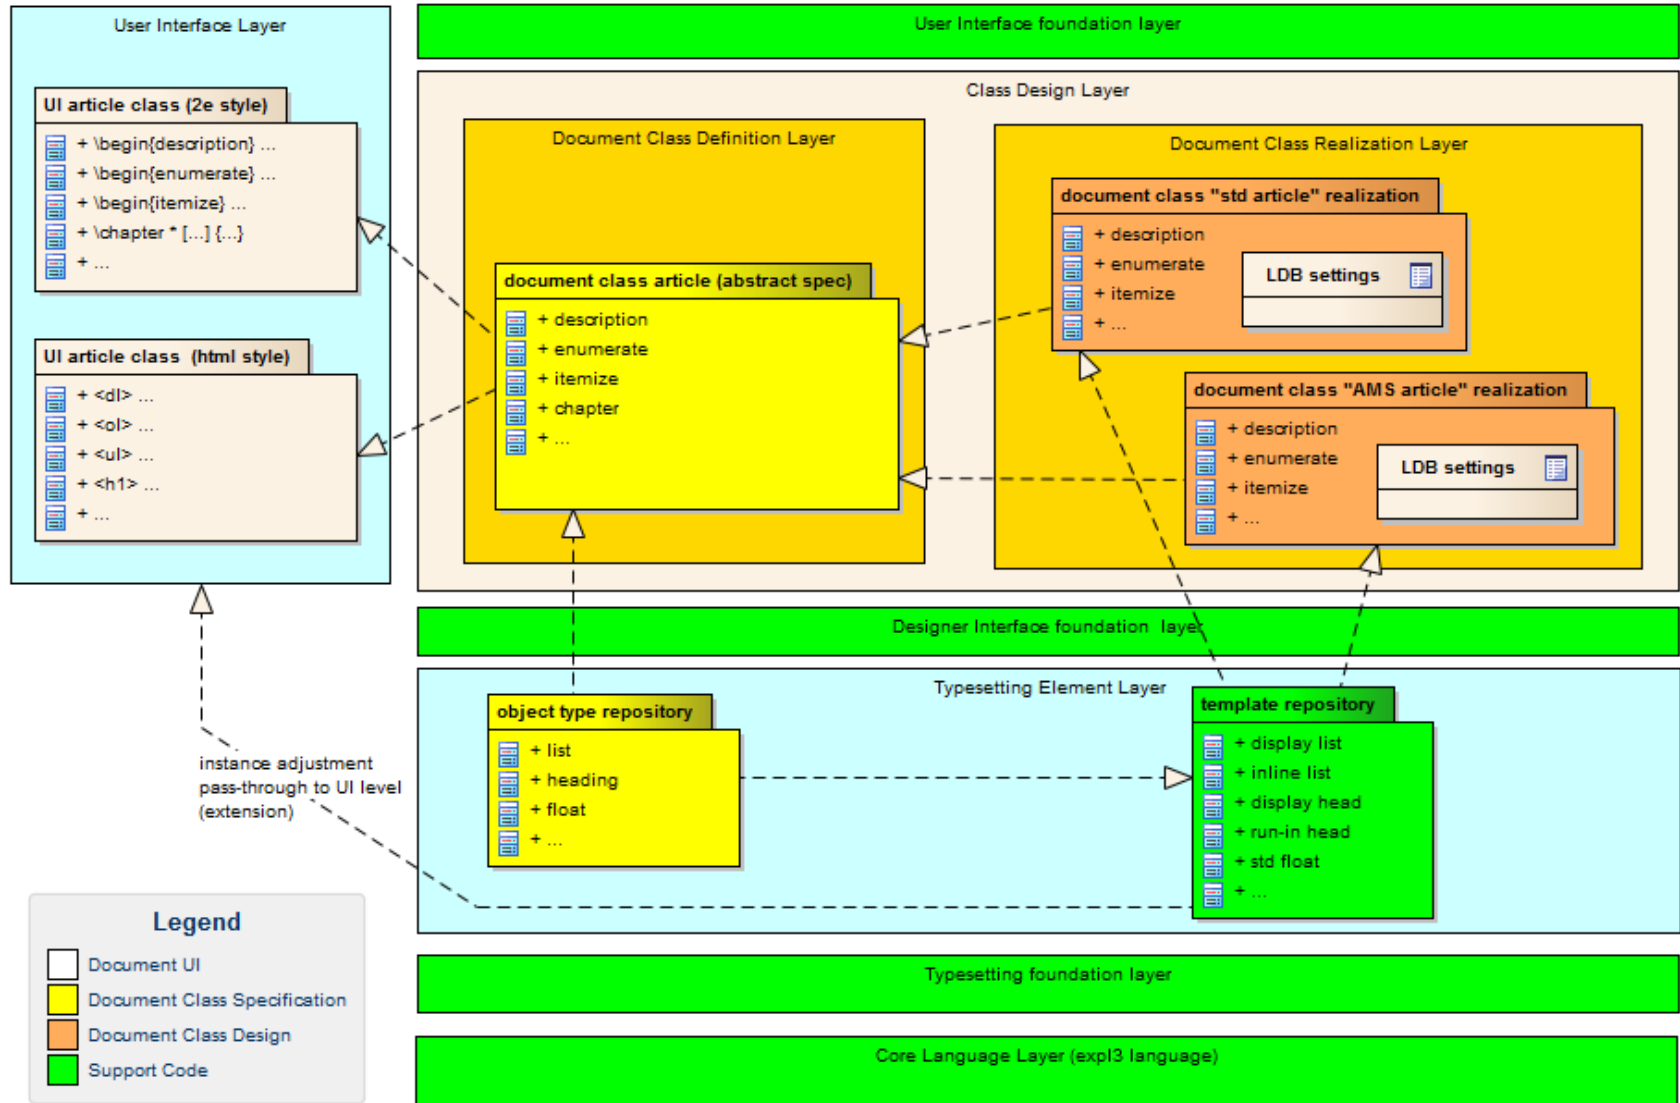 User Interface Layer
UI article class (2e style)
+ \begin{description} ...
+ \begin{enumerate} ...
+ \begin{itemize} ...
+ \chapter * [...] {...}
+ ...
UI article class  (html style)
+ <dl> ...
+ <ol> ...
+ <ul> ...
+ <h1> ...
+ ...
User Interface foundation layer
Class Design Layer
Document Class Definition Layer
document class article (abstract spec)
+ description
+ enumerate
+ itemize
+ chapter
+ ...
Document Class Realization Layer
document class "std article" realization
+ description
+ enumerate
+ itemize
+ ...
LDB settings
document class "AMS article" realization
+ description
+ enumerate
+ itemize
+ ...
LDB settings
Designer Interface foundation  layer
Typesetting Element Layer
object type repository
+ list
+ heading
+ float
+ ...
template repository
+ display list
+ inline list
+ display head
+ run-in head
+ std float
+ ...
instance adjustment
pass-through to UI level
(extension)
Typesetting foundation layer
Core Language Layer (expl3 language)
Legend
Document UI
Document Class Specification
Document Class Design
Support Code